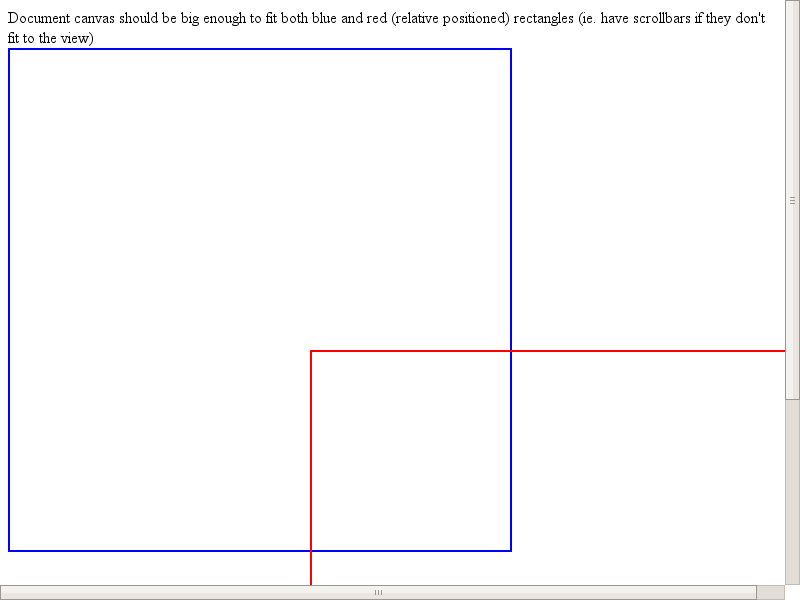 Document canvas should be big enough to fit both blue and red (relative positioned) rectangles (ie. have scrollbars if they don't
fit to the view)